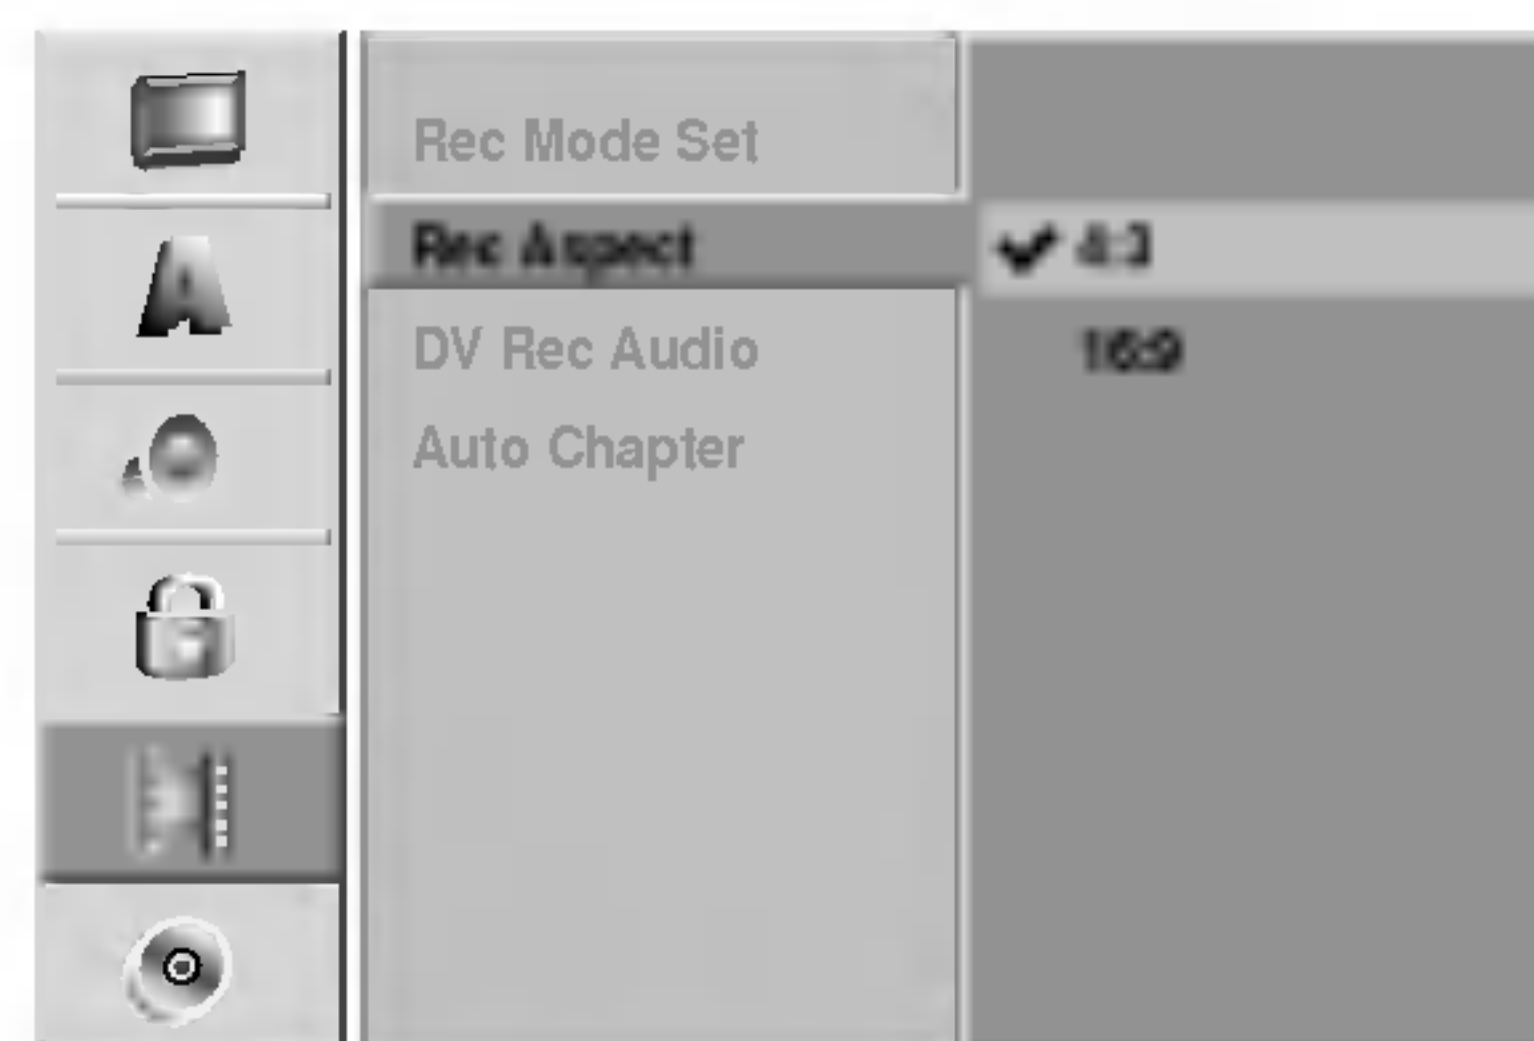 Rec Mode Set
Rec Aspect ✔ 4:3
16:9
DV Rec Audio
Auto Chapter